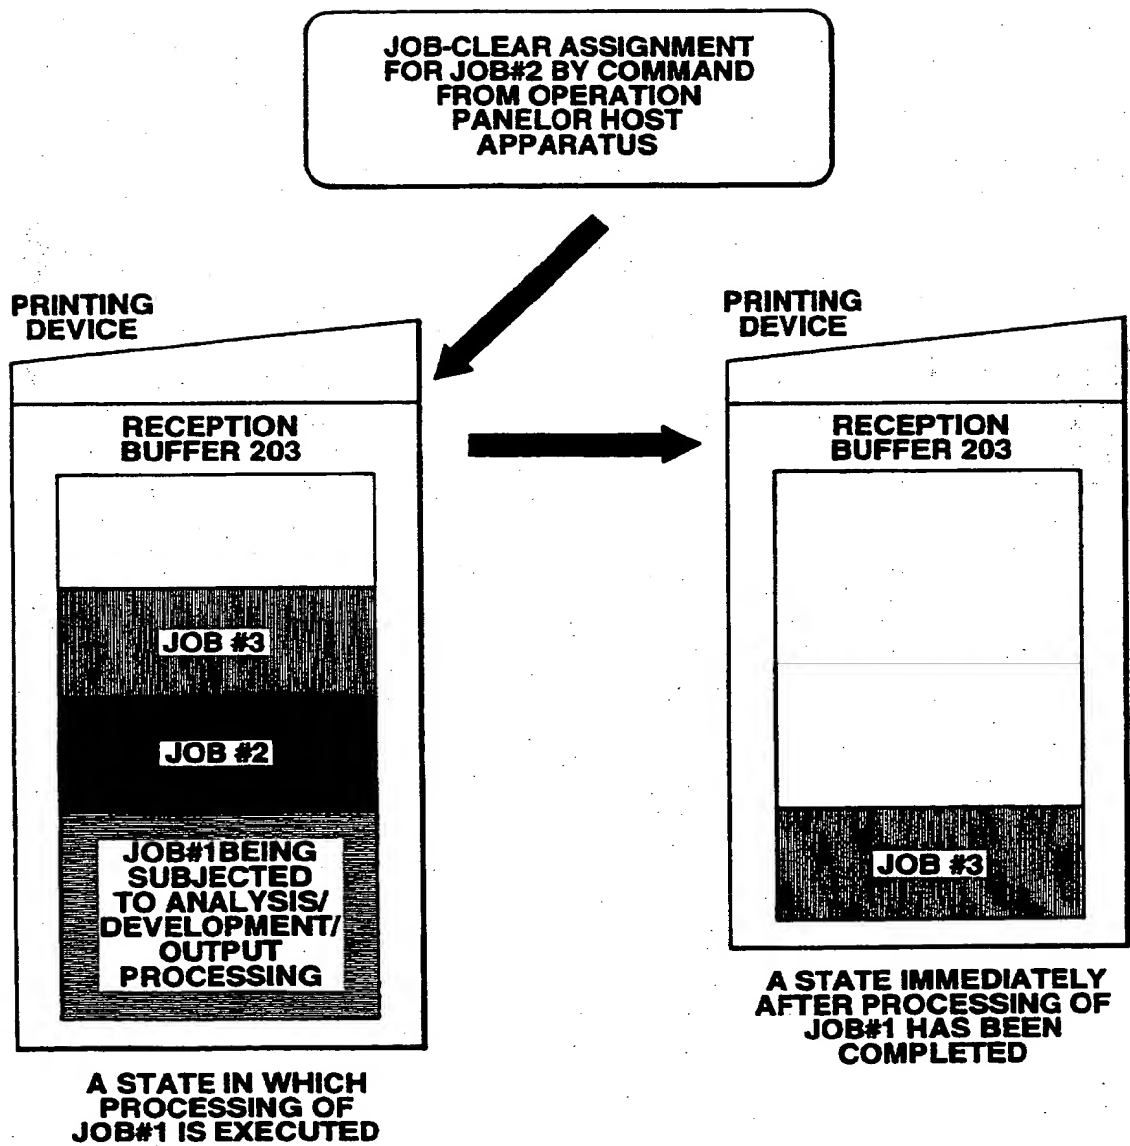 JOB-CLEAR ASSIGNMENT
FOR JOB#2 BY COMMAND
FROM OPERATION
PANELOR HOST
APPARATUS
PRINTING
DEVICE
RECEPTION
BUFFER 203
JOB #3
JOB #2
JOB#1BEING
SUBJECTED
TO ANALYSIS/
DEVELOPMENT/
OUTPUT
PROCESSING
A STATE IN WHICH
PROCESSING OF
JOB#1 IS EXECUTED
PRINTING
DEVICE
RECEPTION
BUFFER 203
JOB #3
A STATE IMMEDIATELY
AFTER PROCESSING OF
JOB#1 HAS BEEN
COMPLETED